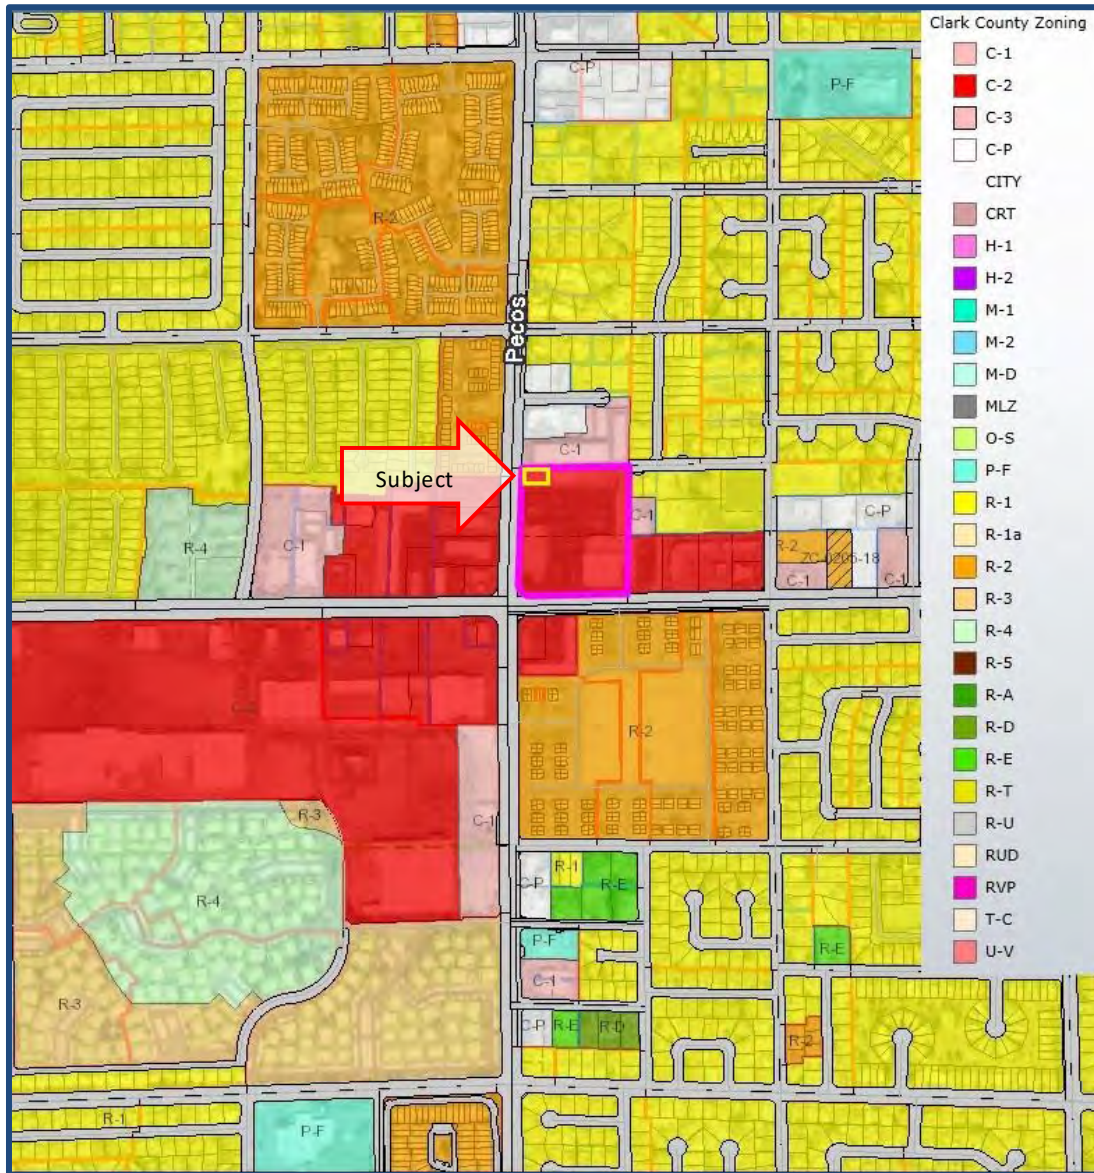 Clark County Zoning
C-1
C-2
C-3
C-P
CITY
CRT
H-1
H-2
M-1
M-2
M-D
MLZ
O-S
P-F
R-1
R-1a
R-2
R-3
R-4
R-5
R-A
R-D
R-E
R-T
R-U
RUD
RVP
T-C
U-V
C-P
P-F
R-2
Pecos
C-1
Subject
C-1
C-P
R-4
C-1
R-2
ZC-0205-18
C-1
C-1
R-2
R-3
C-1
R-4
R-1
C-P
R-E
P-F
R-E
C-1
R-3
C-P
R-E
R-D
R-2
R-1
P-F